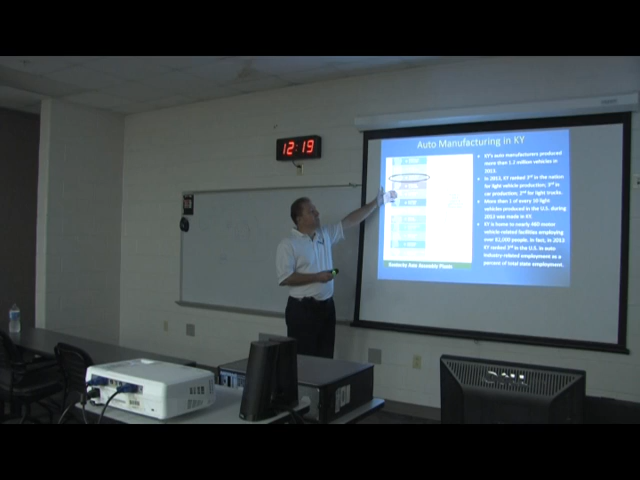 12:19
Auto Manufacturing in KY
• KY's auto manufacturers produced
more than 1.2 million vehicles in
2013.
• In 2013, KY ranked 3rd in the nation
for light vehicle production; 3rd in
car production; 2nd for light trucks.
• More than 1 of every 10 light
vehicles produced in the U.S. during
2013 was made in KY
• KY is home to nearly 460 motor
vehicle related facilities employing
over 82,000 people. In fact, in 2013
KY ranked 3rd in the U.S. in auto
industry-related employment as a
percent of total state employment.
Kentucky Auto Assembly Plants